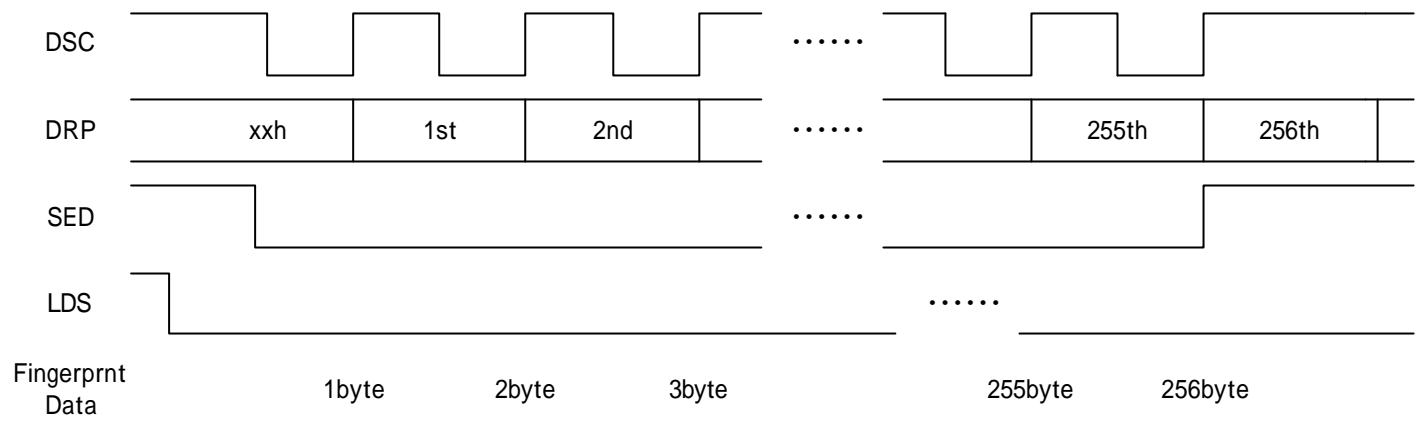 DSC ······
DRP xxh 1st 2nd ······ 255th 256th
SED ······
LDS ······
Fingerprnt
Data 1byte 2byte 3byte 255byte 256byte